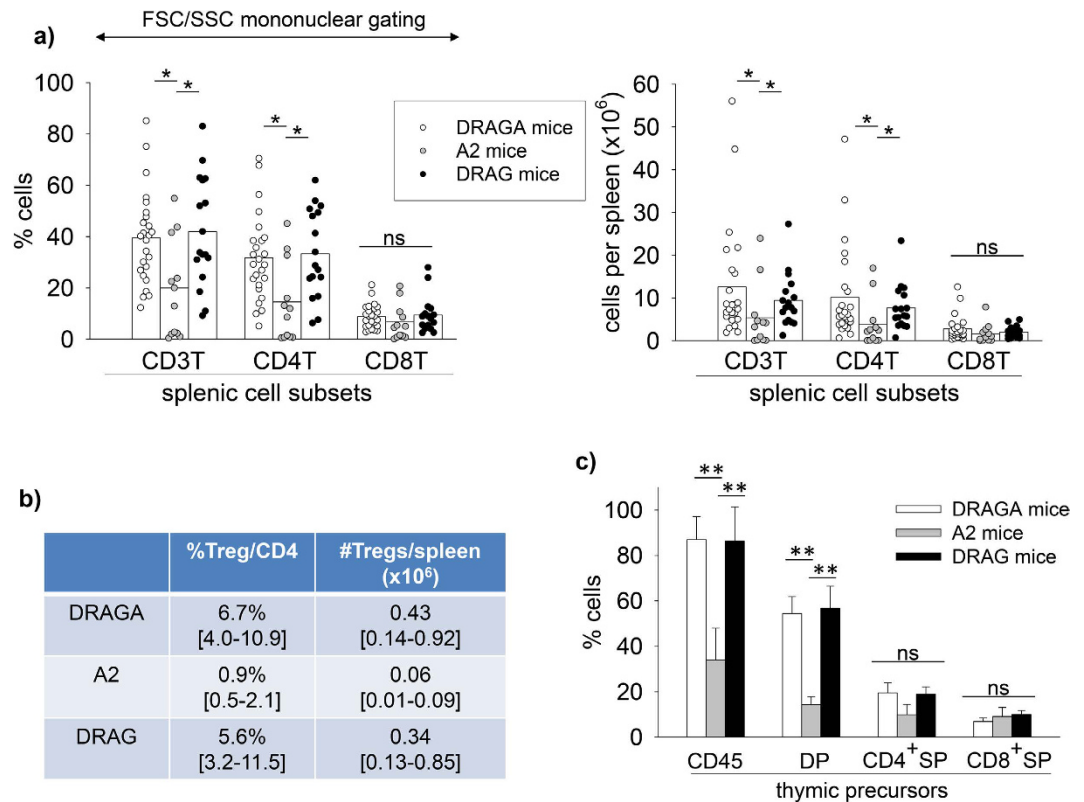 FSC/SSC mononuclear gating
a)
100
80
60
40
20
0
% cells
* *
* *
ns
CD3T CD4T CD8T
splenic cell subsets
DRAGA mice
A2 mice
DRAG mice
60
50
40
30
20
10
0
cells per spleen (x10⁶)
* *
* *
ns
CD3T CD4T CD8T
splenic cell subsets
b)
%Treg/CD4 #Tregs/spleen
(x10⁶)
DRAGA 6.7% 0.43
[4.0-10.9] [0.14-0.92]
A2 0.9% 0.06
[0.5-2.1] [0.01-0.09]
DRAG 5.6% 0.34
[3.2-11.5] [0.13-0.85]
c)
100
80
60
40
20
0
% cells
** **
** **
ns
ns
DRAGA mice
A2 mice
DRAG mice
CD45 DP CD4⁺SP CD8⁺SP
thymic precursors